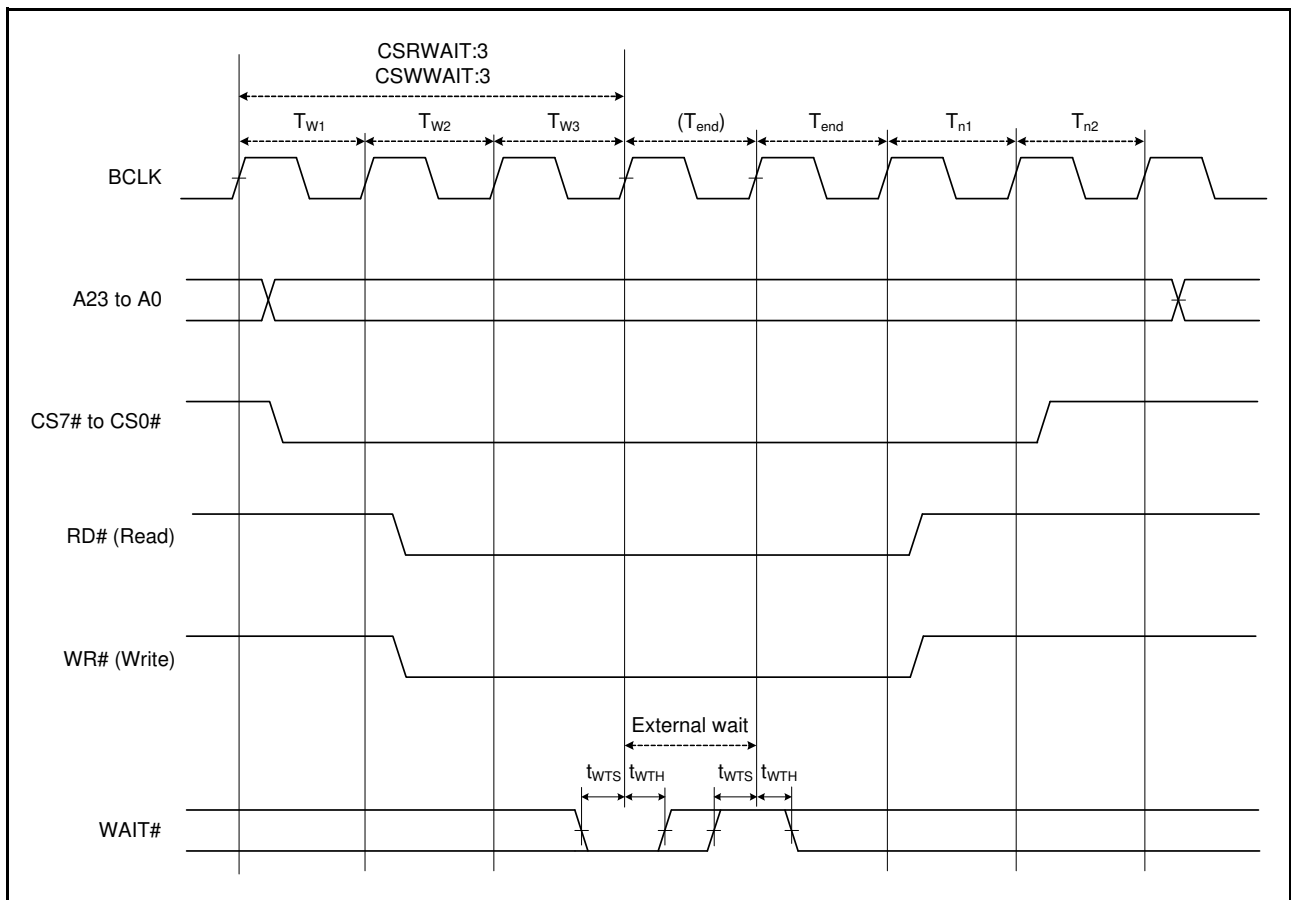 CSRWAIT:3
CSWWAIT:3
TW1 TW2 TW3 (Tend) Tend Tn1 Tn2
BCLK
A23 to A0
CS7# to CS0#
RD# (Read)
WR# (Write)
External wait
tWTS tWTH tWTS tWTH
WAIT#